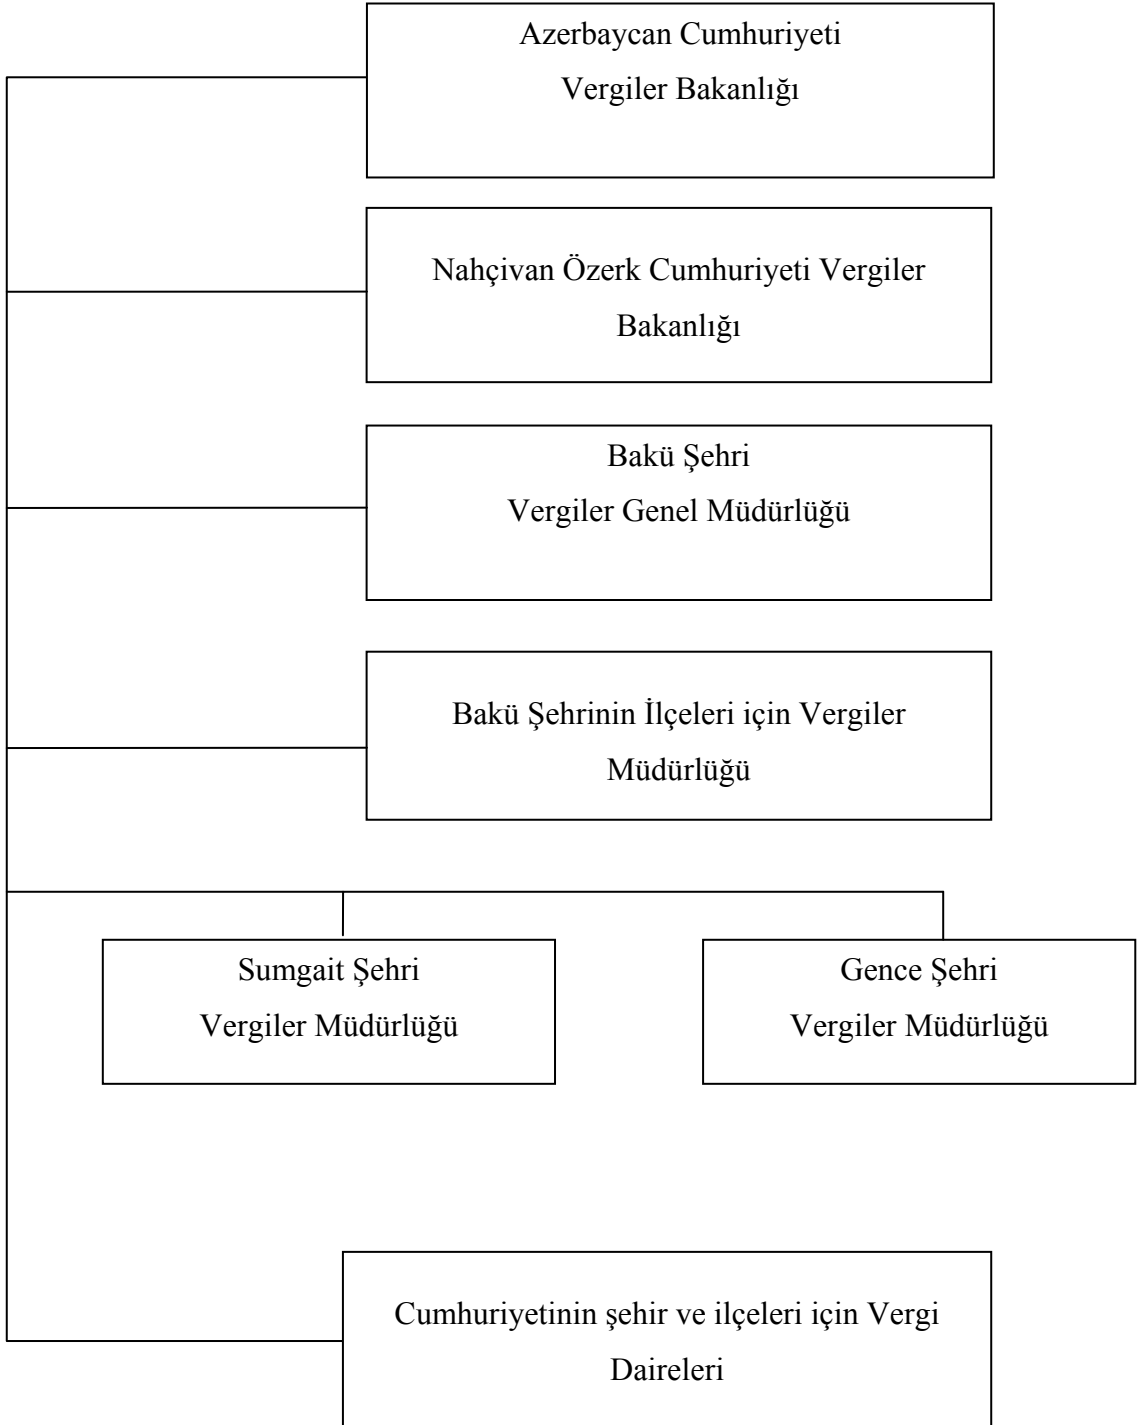 Azerbaycan Cumhuriyeti
Vergiler Bakanlığı
Nahçivan Özerk Cumhuriyeti Vergiler
Bakanlığı
Bakü Şehri
Vergiler Genel Müdürlüğü
Bakü Şehrinin İlçeleri için Vergiler
Müdürlüğü
Sumgait Şehri
Vergiler Müdürlüğü
Gence Şehri
Vergiler Müdürlüğü
Cumhuriyetinin şehir ve ilçeleri için Vergi
Daireleri